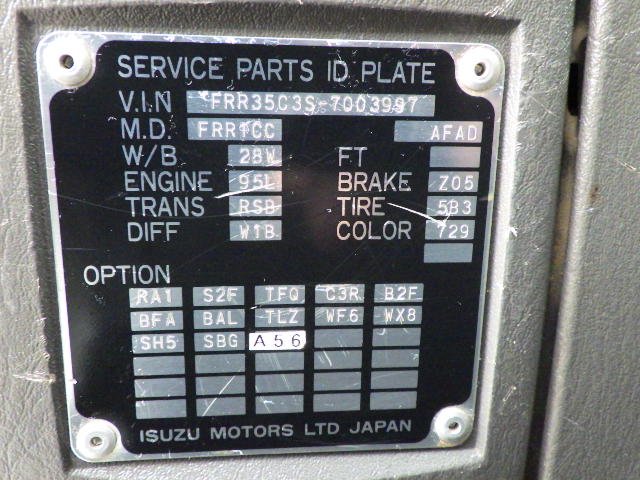 SERVICE PARTS ID PLATE
V.I.N FRR35C3S-7003997
M.D. FRR1CC AFAD
W/B 28W FT
ENGINE 95L BRAKE Z05
TRANS RSB TIRE 5B3
DIFF W1B COLOR 729
OPTION
RA1 S2F TFQ C3R B2F
BFA BAL TLZ WF6 WX8
SH5 SBG A56
ISUZU MOTORS LTD JAPAN